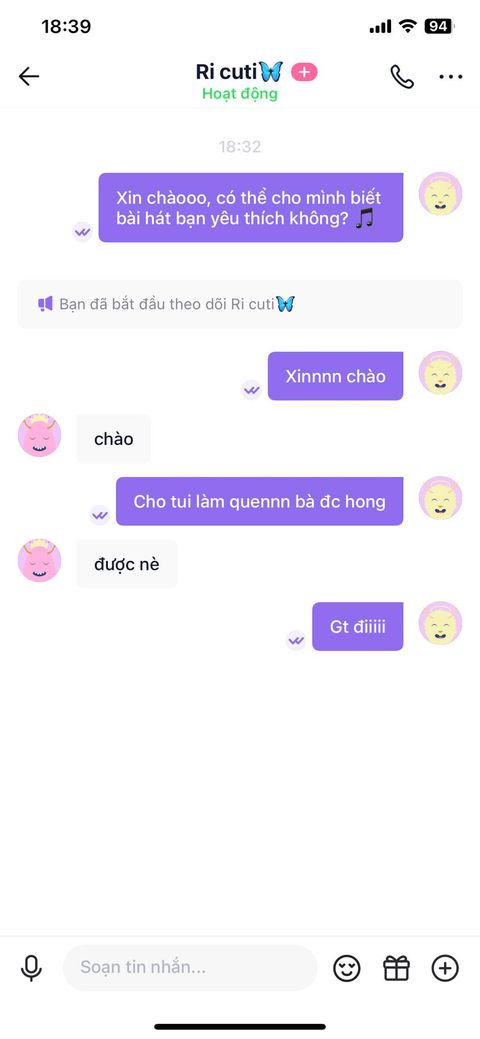 18:39
94
Ri cuti🦋
Hoạt động
18:32
Xin chàooo, có thể cho mình biết
bài hát bạn yêu thích không? 🎵
Bạn đã bắt đầu theo dõi Ri cuti🦋
Xinnnn chào
chào
Cho tui làm quennn bà đc hong
được nè
Gt điiiii
Soạn tin nhắn...